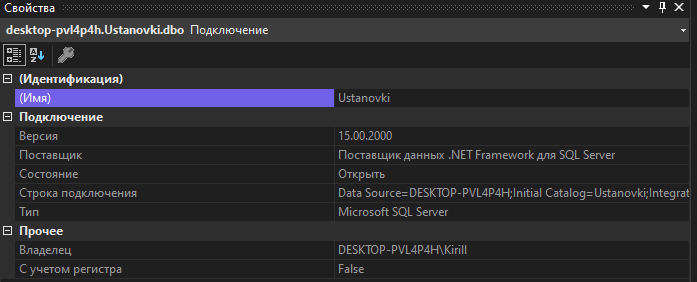 Свойства
desktop-pvl4p4h.Ustanovki.dbo Подключение
(Идентификация)
(Имя) Ustanovki
Подключение
Версия 15.00.2000
Поставщик Поставщик данных .NET Framework для SQL Server
Состояние Открыть
Строка подключения Data Source=DESKTOP-PVL4P4H;Initial Catalog=Ustanovki;Integrat
Тип Microsoft SQL Server
Прочее
Владелец DESKTOP-PVL4P4H\Kirill
С учетом регистра False